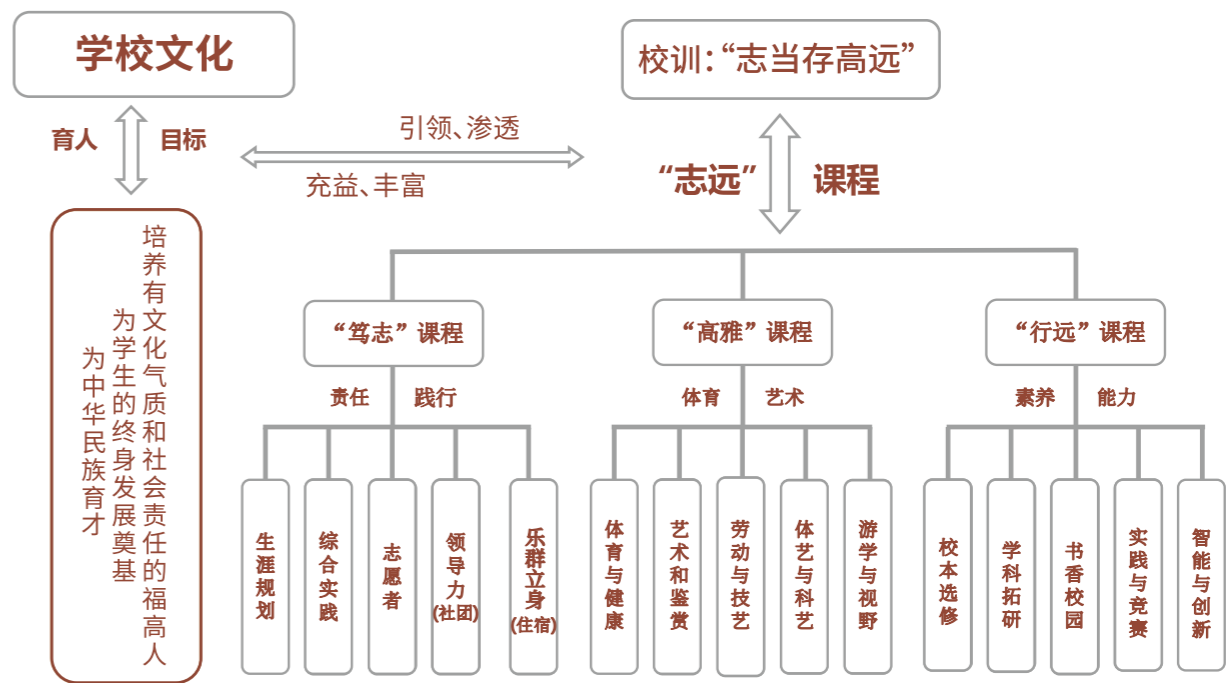 学校文化
校训：“志当存高远”
育人 目标
引领、渗透
充益、丰富
“志远” 课程
培养有文化气质和社会责任的福高人
为学生的终身发展奠基
为中华民族育才
“笃志”课程
“高雅”课程
“行远”课程
责任 践行
体育 艺术
素养 能力
生涯规划
综合实践
志愿者
领导力(社团)
乐群立身(住宿)
体育与健康
艺术和鉴赏
劳动与技艺
体艺与科艺
游学与视野
校本选修
学科拓研
书香校园
实践与竞赛
智能与创新